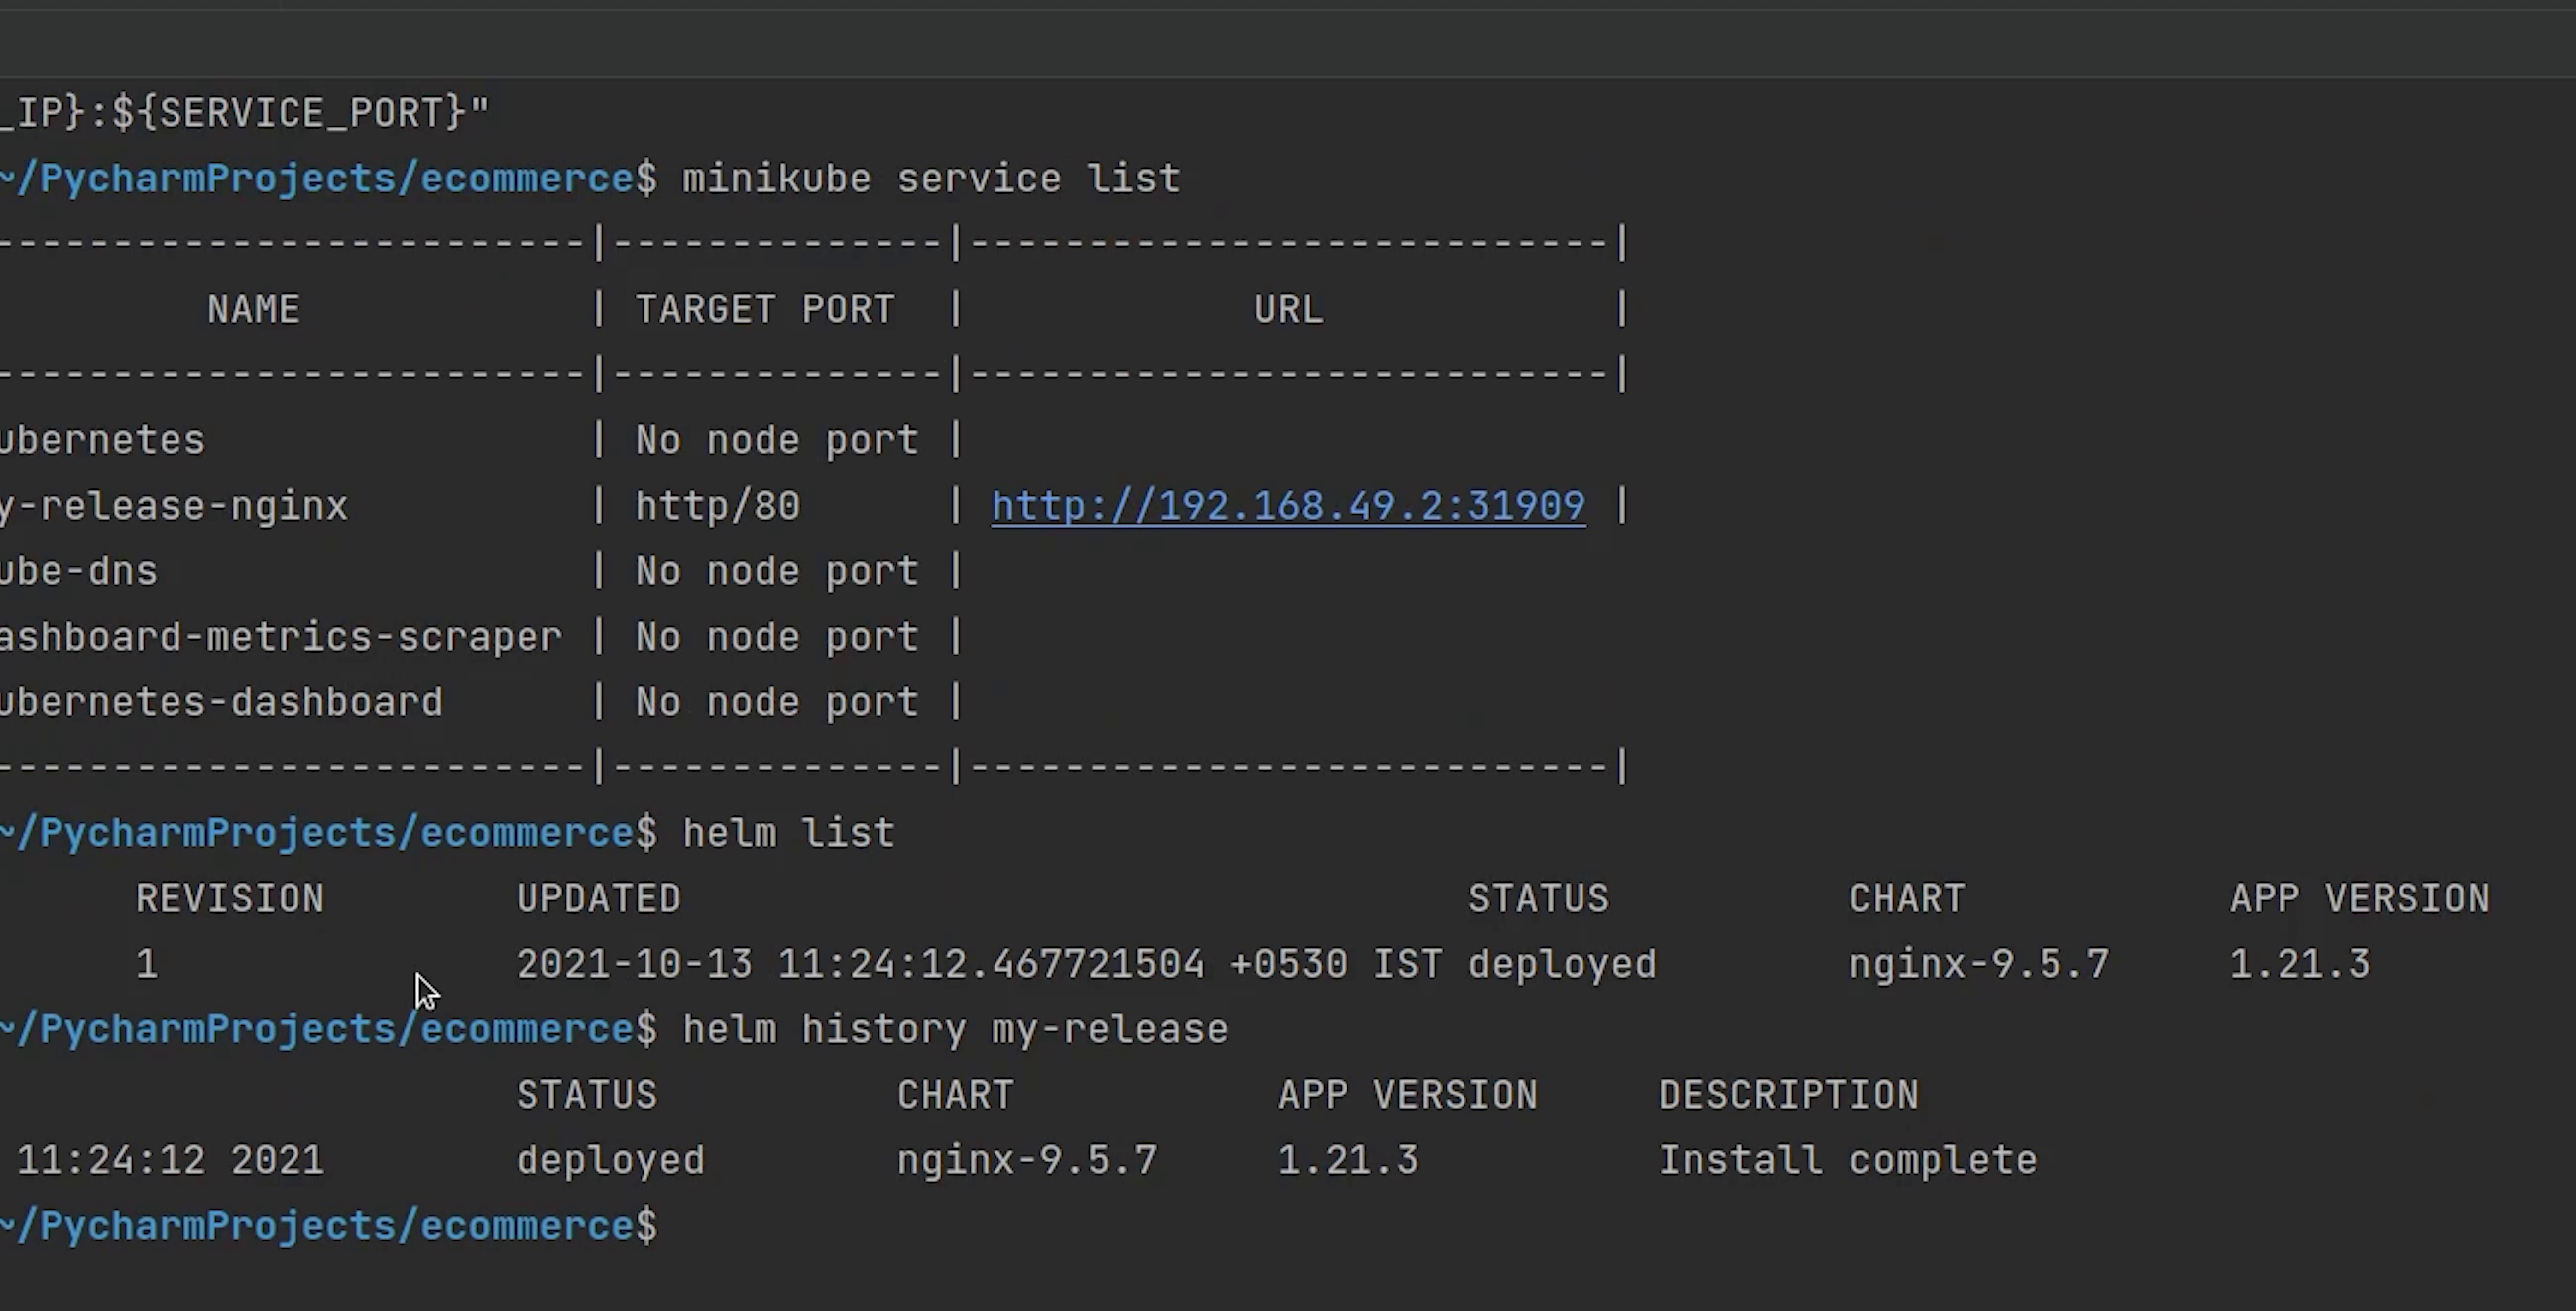 _IP}:${SERVICE_PORT}"
~/PycharmProjects/ecommerce$ minikube service list
------------------------|--------------|---------------------------|
NAME | TARGET PORT | URL |
------------------------|--------------|---------------------------|
ubernetes | No node port |
y-release-nginx | http/80 | http://192.168.49.2:31909 |
ube-dns | No node port |
ashboard-metrics-scraper | No node port |
ubernetes-dashboard | No node port |
------------------------|--------------|---------------------------|
~/PycharmProjects/ecommerce$ helm list
REVISION UPDATED STATUS CHART APP VERSION
1 2021-10-13 11:24:12.467721504 +0530 IST deployed nginx-9.5.7 1.21.3
~/PycharmProjects/ecommerce$ helm history my-release
STATUS CHART APP VERSION DESCRIPTION
11:24:12 2021 deployed nginx-9.5.7 1.21.3 Install complete
~/PycharmProjects/ecommerce$